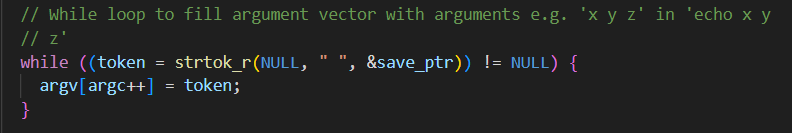 // While loop to fill argument vector with arguments e.g. 'x y z' in 'echo x y
// z'
while ((token = strtok_r(NULL, " ", &save_ptr)) != NULL) {
  argv[argc++] = token;
}